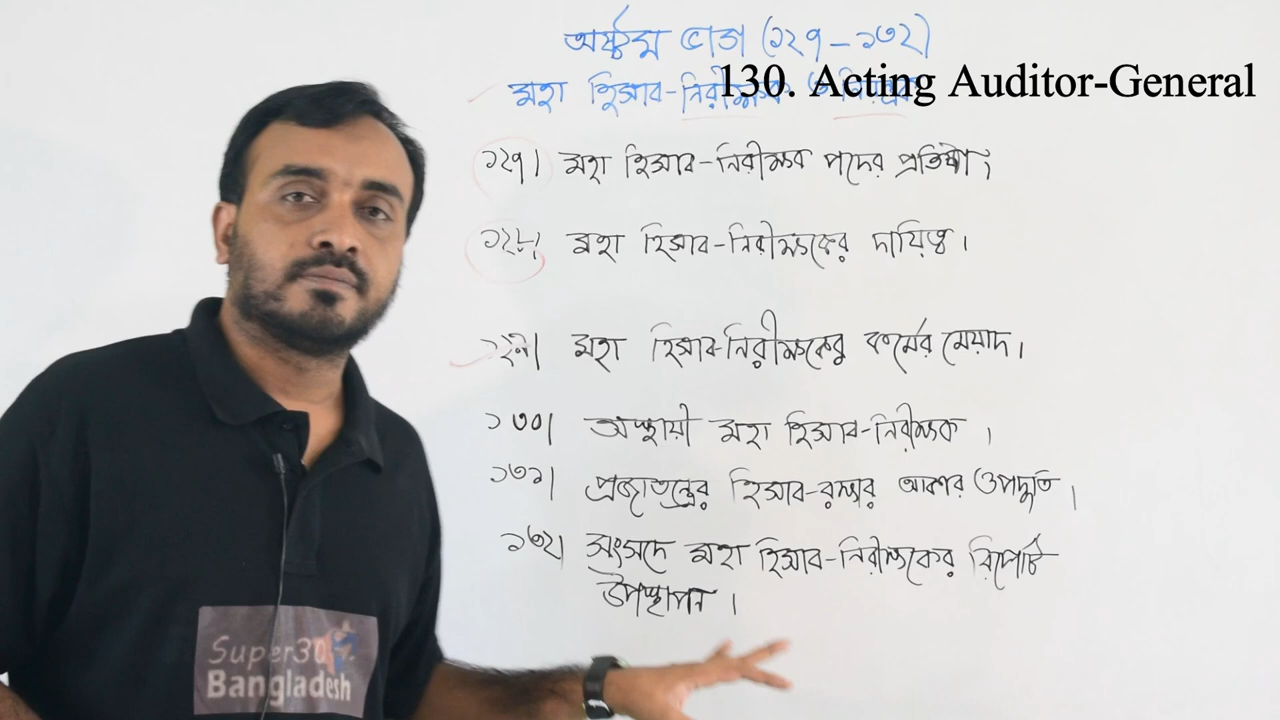 অষ্টম ভাগ (১২৭-১৩২)
130. Acting Auditor-General
মহা হিসাব-নিরীক্ষক ও নিয়ন্ত্রক
১২৭। মহা হিসাব-নিরীক্ষক পদের প্রতিষ্ঠা;
১২৮। মহা হিসাব-নিরীক্ষকের দায়িত্ব।
১২৯। মহা হিসাব-নিরীক্ষকের কর্মের মেয়াদ।
১৩০। অস্থায়ী মহা হিসাব-নিরীক্ষক।
১৩১। প্রজাতন্ত্রের হিসাব-রক্ষার আকার ও পদ্ধতি।
১৩২। সংসদে মহা হিসাব-নিরীক্ষকের রিপোর্ট
উপস্থাপন।
Super30
Bangladesh